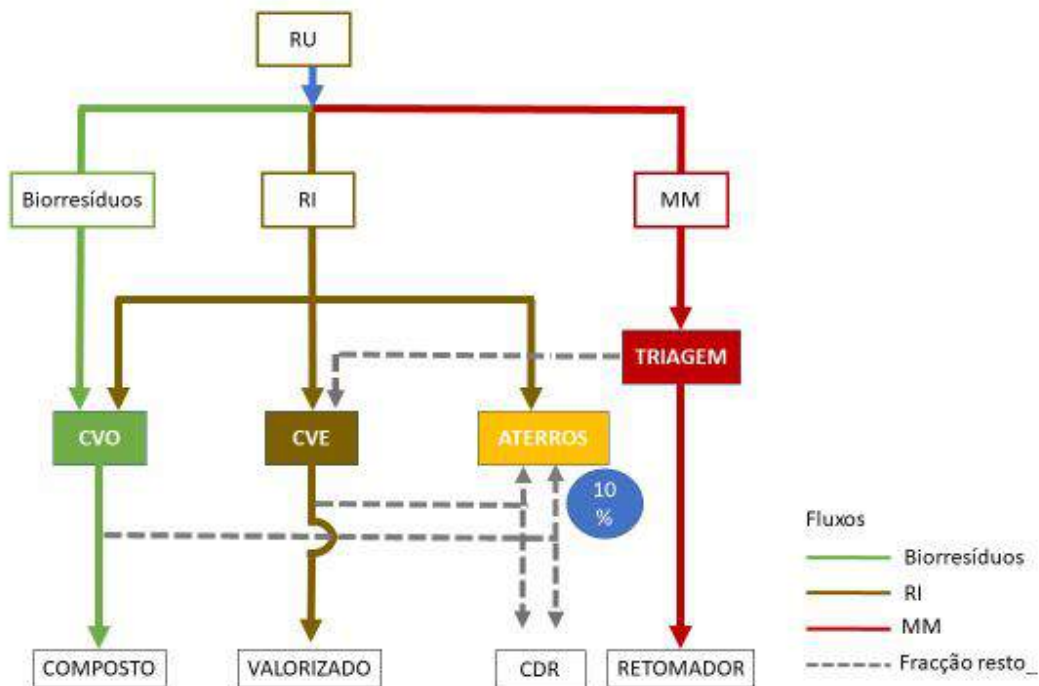 RU
Biorresíduos
RI
MM
TRIAGEM
CVO
CVE
ATERROS
10
%
Fluxos
Biorresíduos
RI
MM
Fracção resto_
COMPOSTO
VALORIZADO
CDR
RETOMADOR